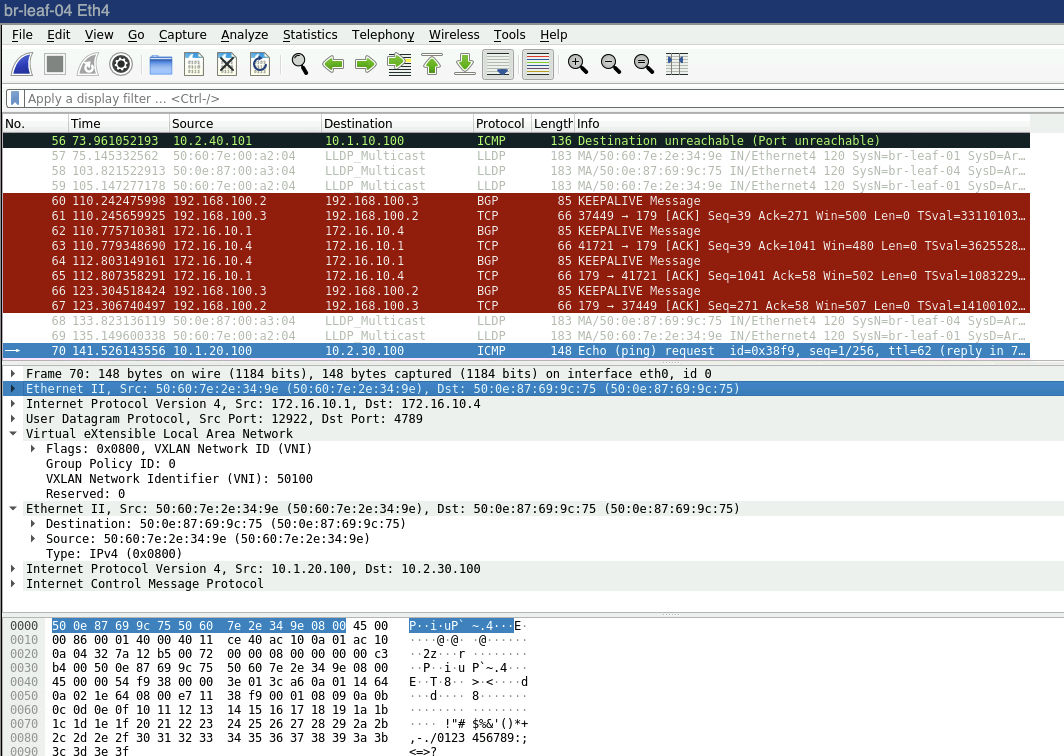 br-leaf-04 Eth4
File Edit View Go Capture Analyze Statistics Telephony Wireless Tools Help
Apply a display filter … <Ctrl-/>
No. Time Source Destination Protocol Length Info
56 73.961052193 10.2.40.101 10.1.10.100 ICMP 136 Destination unreachable (Port unreachable)
57 75.145332562 50:60:7e:00:a2:04 LLDP_Multicast LLDP 183 MA/50:60:7e:2e:34:9e IN/Ethernet4 120 SysN=br-leaf-01 SysD=Ar…
58 103.821522913 50:0e:87:00:a3:04 LLDP_Multicast LLDP 183 MA/50:0e:87:69:9c:75 IN/Ethernet4 120 SysN=br-leaf-04 SysD=Ar…
59 105.147277178 50:60:7e:00:a2:04 LLDP_Multicast LLDP 183 MA/50:60:7e:2e:34:9e IN/Ethernet4 120 SysN=br-leaf-01 SysD=Ar…
60 110.242475998 192.168.100.2 192.168.100.3 BGP 85 KEEPALIVE Message
61 110.245659925 192.168.100.3 192.168.100.2 TCP 66 37449 → 179 [ACK] Seq=39 Ack=271 Win=500 Len=0 TSval=33110103…
62 110.775710381 172.16.10.1 172.16.10.4 BGP 85 KEEPALIVE Message
63 110.779348690 172.16.10.4 172.16.10.1 TCP 66 41721 → 179 [ACK] Seq=39 Ack=1041 Win=480 Len=0 TSval=3625528…
64 112.803149161 172.16.10.4 172.16.10.1 BGP 85 KEEPALIVE Message
65 112.807358291 172.16.10.1 172.16.10.4 TCP 66 179 → 41721 [ACK] Seq=1041 Ack=58 Win=502 Len=0 TSval=1083229…
66 123.304518424 192.168.100.3 192.168.100.2 BGP 85 KEEPALIVE Message
67 123.306740497 192.168.100.2 192.168.100.3 TCP 66 179 → 37449 [ACK] Seq=271 Ack=58 Win=507 Len=0 TSval=14100102…
68 133.823136119 50:0e:87:00:a3:04 LLDP_Multicast LLDP 183 MA/50:0e:87:69:9c:75 IN/Ethernet4 120 SysN=br-leaf-04 SysD=Ar…
69 135.149600338 50:60:7e:00:a2:04 LLDP_Multicast LLDP 183 MA/50:60:7e:2e:34:9e IN/Ethernet4 120 SysN=br-leaf-01 SysD=Ar…
70 141.526143556 10.1.20.100 10.2.30.100 ICMP 148 Echo (ping) request id=0x38f9, seq=1/256, ttl=62 (reply in 7…
Frame 70: 148 bytes on wire (1184 bits), 148 bytes captured (1184 bits) on interface eth0, id 0
Ethernet II, Src: 50:60:7e:2e:34:9e (50:60:7e:2e:34:9e), Dst: 50:0e:87:69:9c:75 (50:0e:87:69:9c:75)
Internet Protocol Version 4, Src: 172.16.10.1, Dst: 172.16.10.4
User Datagram Protocol, Src Port: 12922, Dst Port: 4789
Virtual eXtensible Local Area Network
Flags: 0x0800, VXLAN Network ID (VNI)
Group Policy ID: 0
VXLAN Network Identifier (VNI): 50100
Reserved: 0
Ethernet II, Src: 50:60:7e:2e:34:9e (50:60:7e:2e:34:9e), Dst: 50:0e:87:69:9c:75 (50:0e:87:69:9c:75)
Destination: 50:0e:87:69:9c:75 (50:0e:87:69:9c:75)
Source: 50:60:7e:2e:34:9e (50:60:7e:2e:34:9e)
Type: IPv4 (0x0800)
Internet Protocol Version 4, Src: 10.1.20.100, Dst: 10.2.30.100
Internet Control Message Protocol
0000 50 0e 87 69 9c 75 50 60 7e 2e 34 9e 08 00 45 00 P··i·uP` ~.4···E·
0010 00 86 00 01 40 00 40 11 ce 40 ac 10 0a 01 ac 10 ····@·@· ·@······
0020 0a 04 32 7a 12 b5 00 72 00 00 08 00 00 00 00 c3 ··2z···r ········
0030 b4 00 50 0e 87 69 9c 75 50 60 7e 2e 34 9e 08 00 ··P··i·u P`~.4···
0040 45 00 00 54 f9 38 00 00 3e 01 3c a6 0a 01 14 64 E··T·8·· >·<····d
0050 0a 02 1e 64 08 00 e7 11 38 f9 00 01 08 09 0a 0b ···d···· 8·······
0060 0c 0d 0e 0f 10 11 12 13 14 15 16 17 18 19 1a 1b ········ ········
0070 1c 1d 1e 1f 20 21 22 23 24 25 26 27 28 29 2a 2b ···· !"# $%&'()*+
0080 2c 2d 2e 2f 30 31 32 33 34 35 36 37 38 39 3a 3b ,-./0123 456789:;
0090 3c 3d 3e 3f <=>?